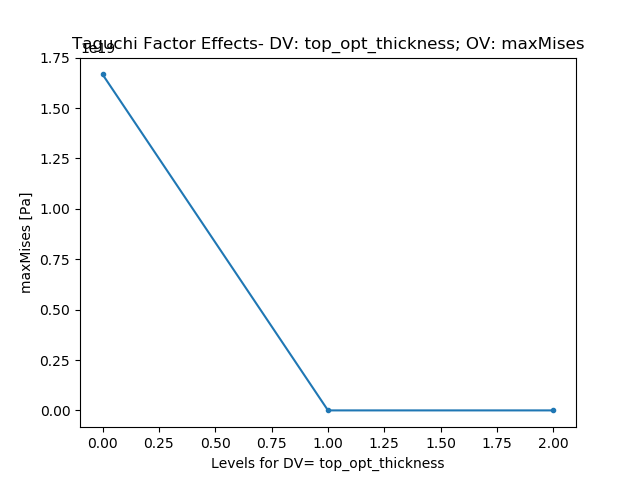 Taguchi Factor Effects- DV: top_opt_thickness; OV: maxMises
1e19
1.75
1.50
1.25
1.00
0.75
0.50
0.25
0.00
maxMises [Pa]
0.00 0.25 0.50 0.75 1.00 1.25 1.50 1.75 2.00
Levels for DV= top_opt_thickness